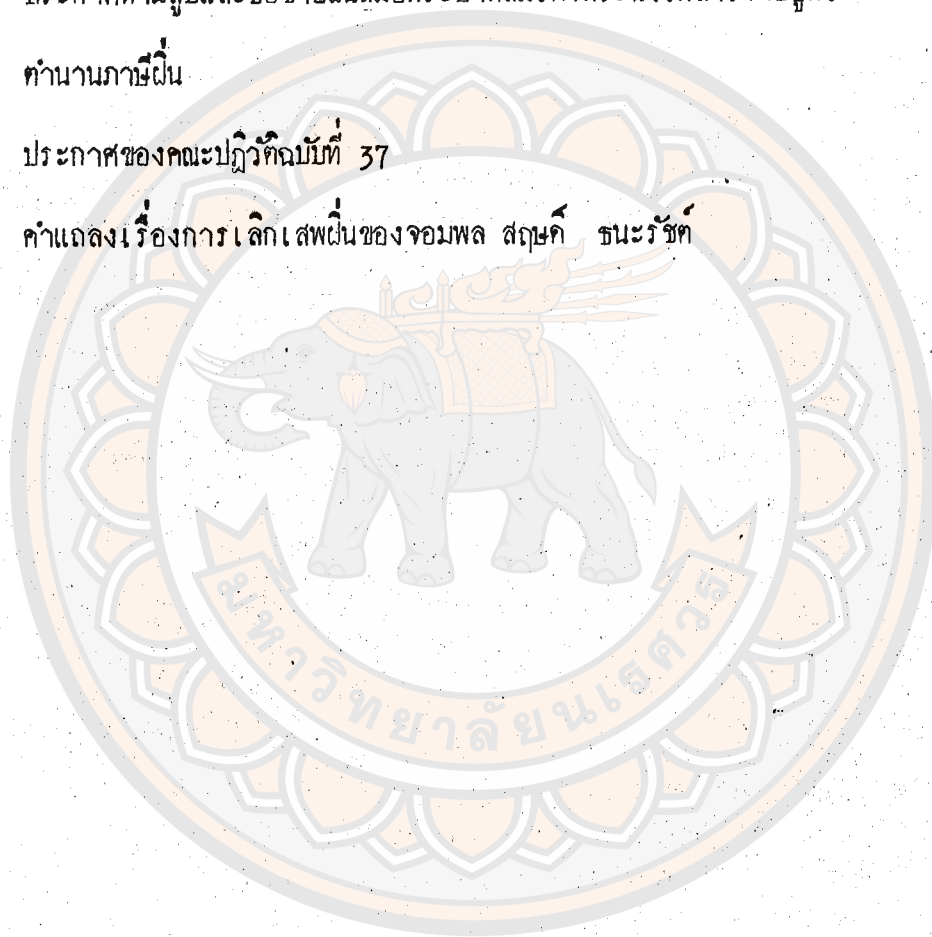 ตำนานภาษีฝิ่น
ประกาศของคณะปฏิวัติฉบับที่ 37
คำแถลงเรื่องการเลิกเสพฝิ่นของจอมพล สฤษดิ์ ธนะรัชต์
มหาวิทยาลัยนเรศวร